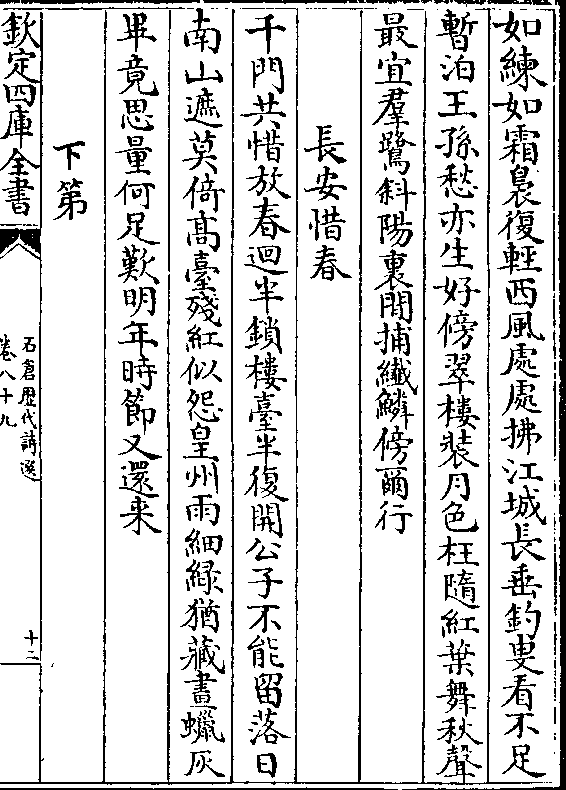 如練如霜裊復輕西風處處拂江城長垂釣叟看不足
暫泊王孫愁亦生好傍翠樓裝月色枉隨紅葉舞秋聲
最宜羣鷺斜陽裏閒捕纎鱗傍爾行
長安惜春
千門共惜放春迴半鎖樓臺半復開公子不能留落日
南山遮莫倚高臺殘紅似怨皇州雨細緑猶藏畫蠟灰
畢竟思量何足歎明年時節又還来
下第
欽定四庫全書
石倉歴代詩選
卷八十九
十二